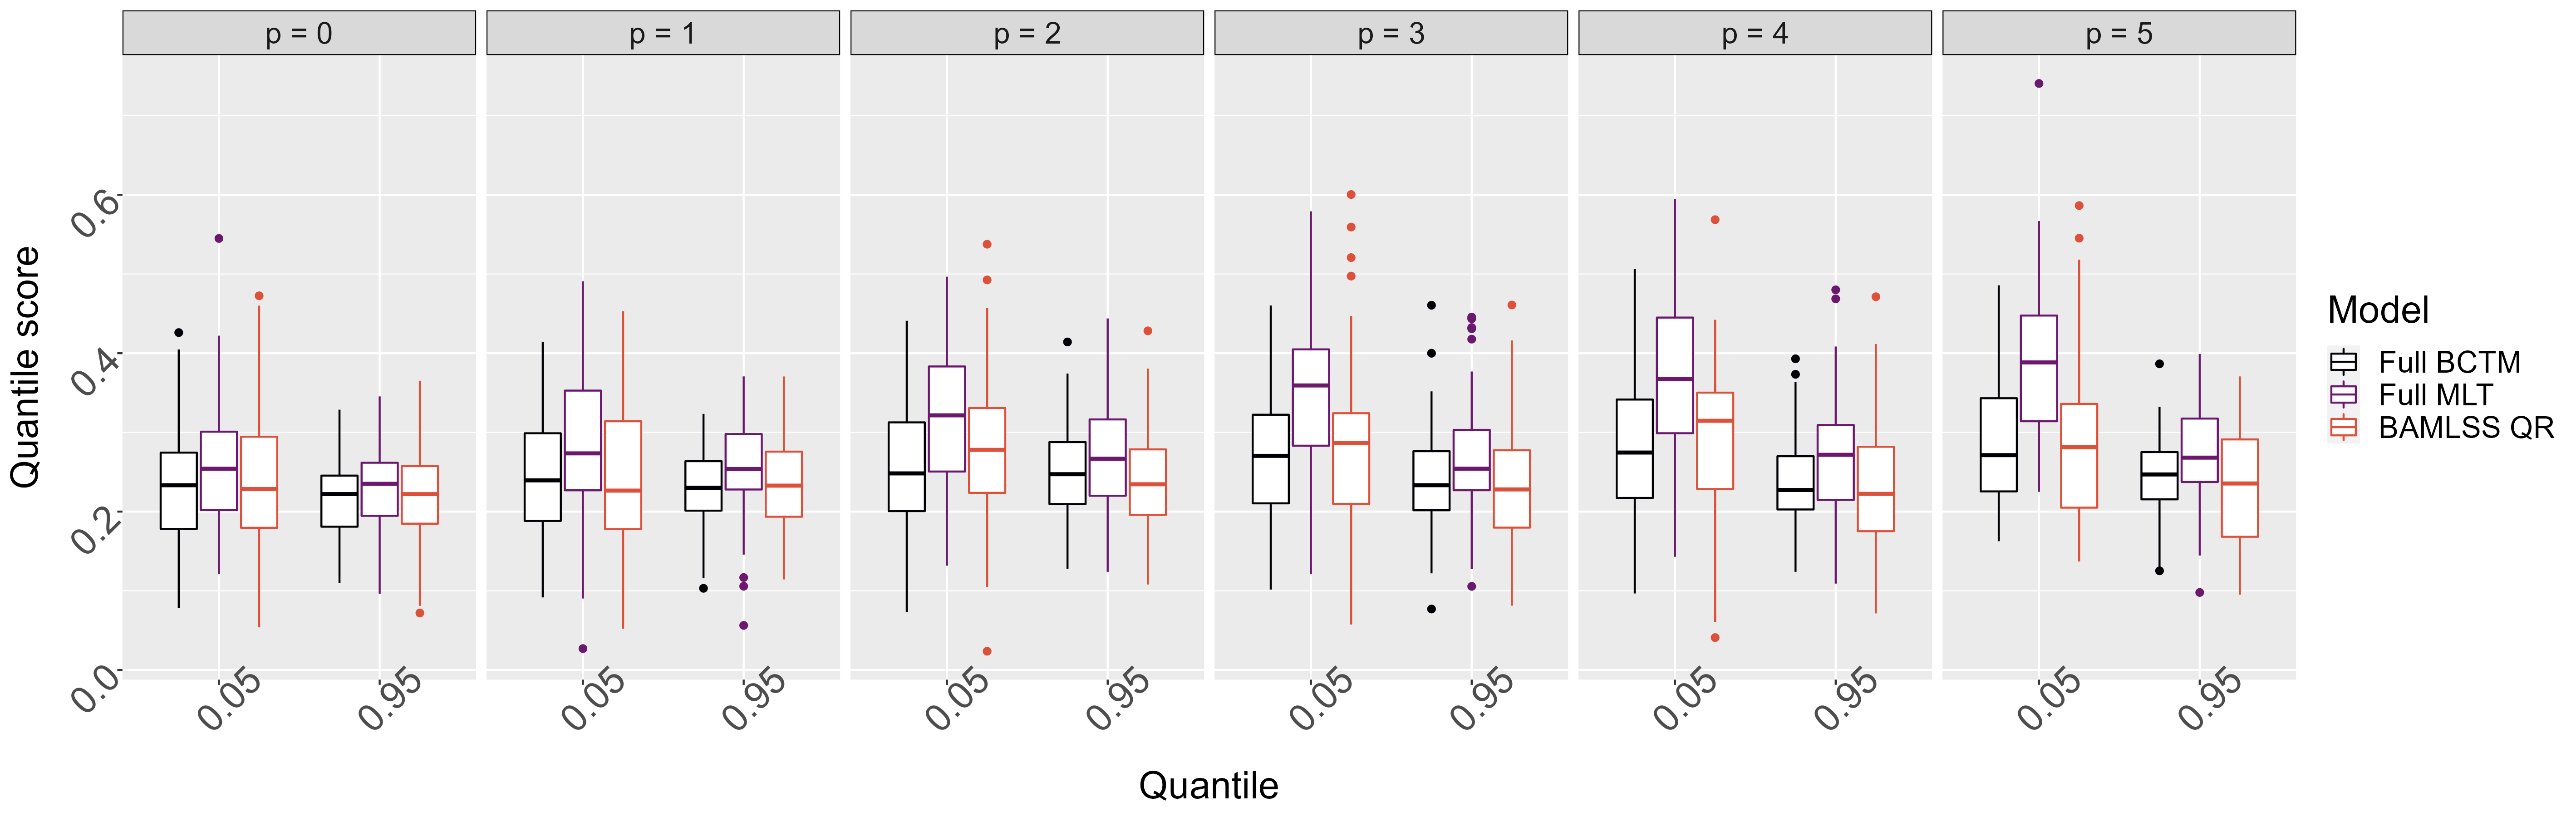 p = 0
p = 1
p = 2
p = 3
p = 4
p = 5
Quantile score
0.6
0.4
0.2
0.0
0.05
0.95
0.05
0.95
0.05
0.95
0.05
0.95
0.05
0.95
0.05
0.95
Quantile
Model
Full BCTM
Full MLT
BAMLSS QR